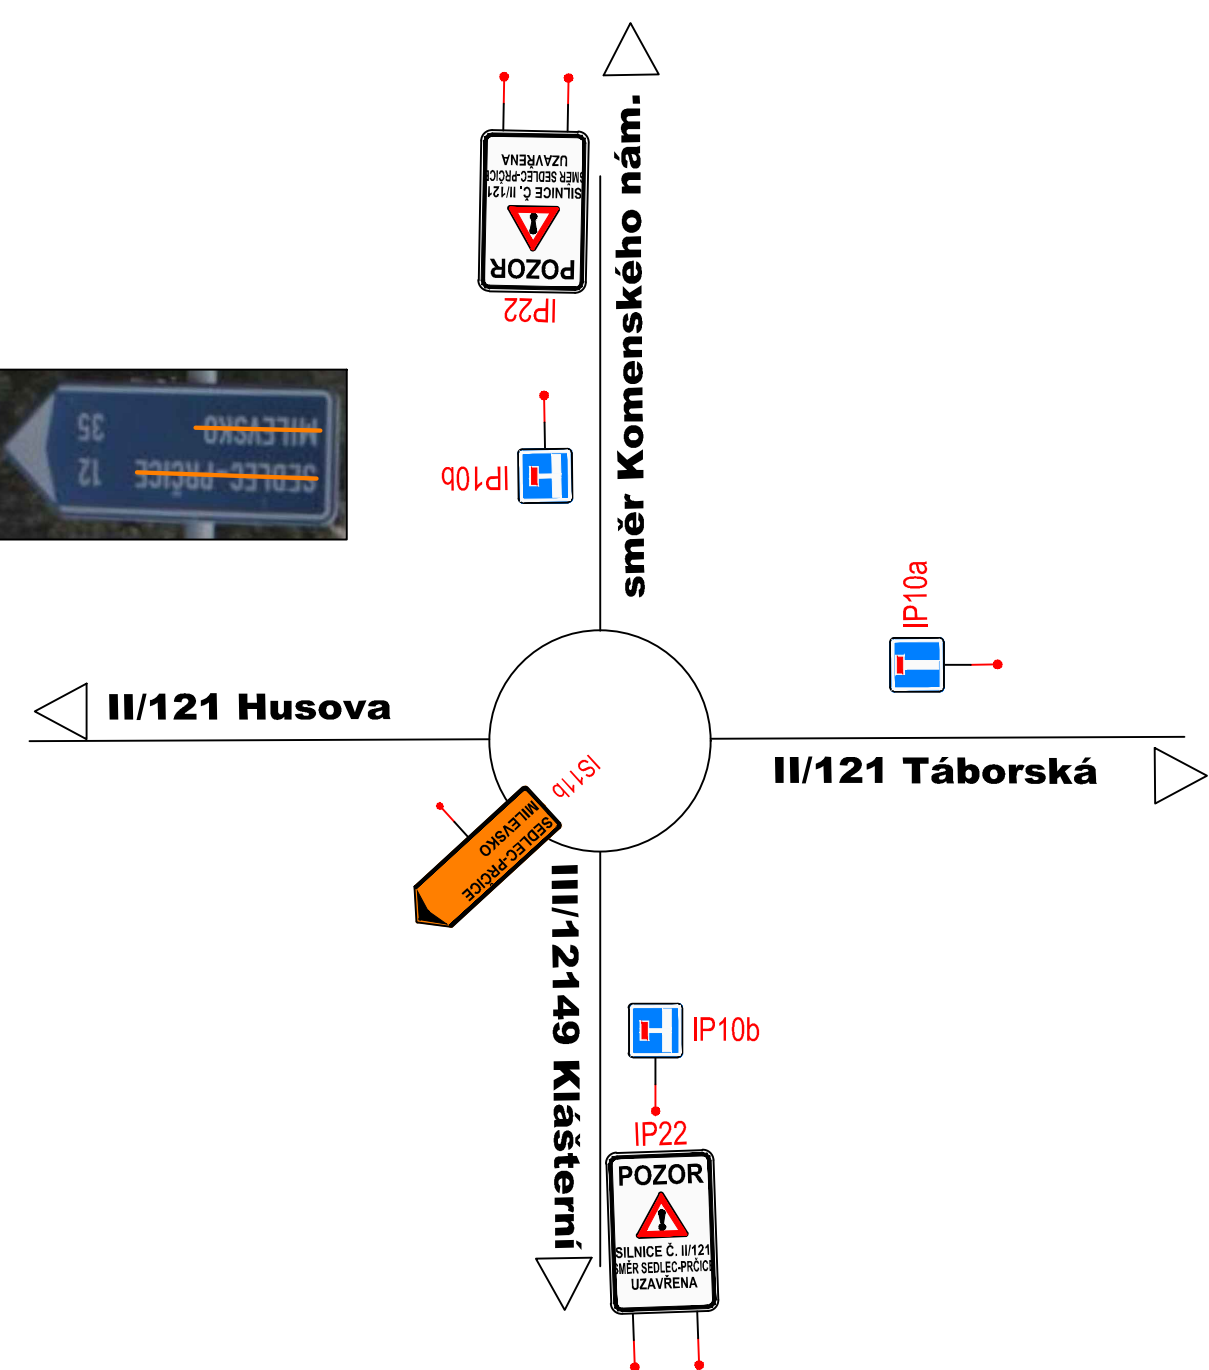 směr Komenského nám.
POZOR
SILNICE Č. II/121
SMĚR SEDLEC-PRČICE
UZAVŘENA
IP22
MILEVSKO 35
SEDLEC-PRČICE 12
IP10b
IP10a
II/121 Husova
II/121 Táborská
IS11b
SEDLEC-PRČICE
MILEVSKO
III/12149 Klášterní
IP10b
IP22
POZOR
SILNICE Č. II/121
SMĚR SEDLEC-PRČICE
UZAVŘENA